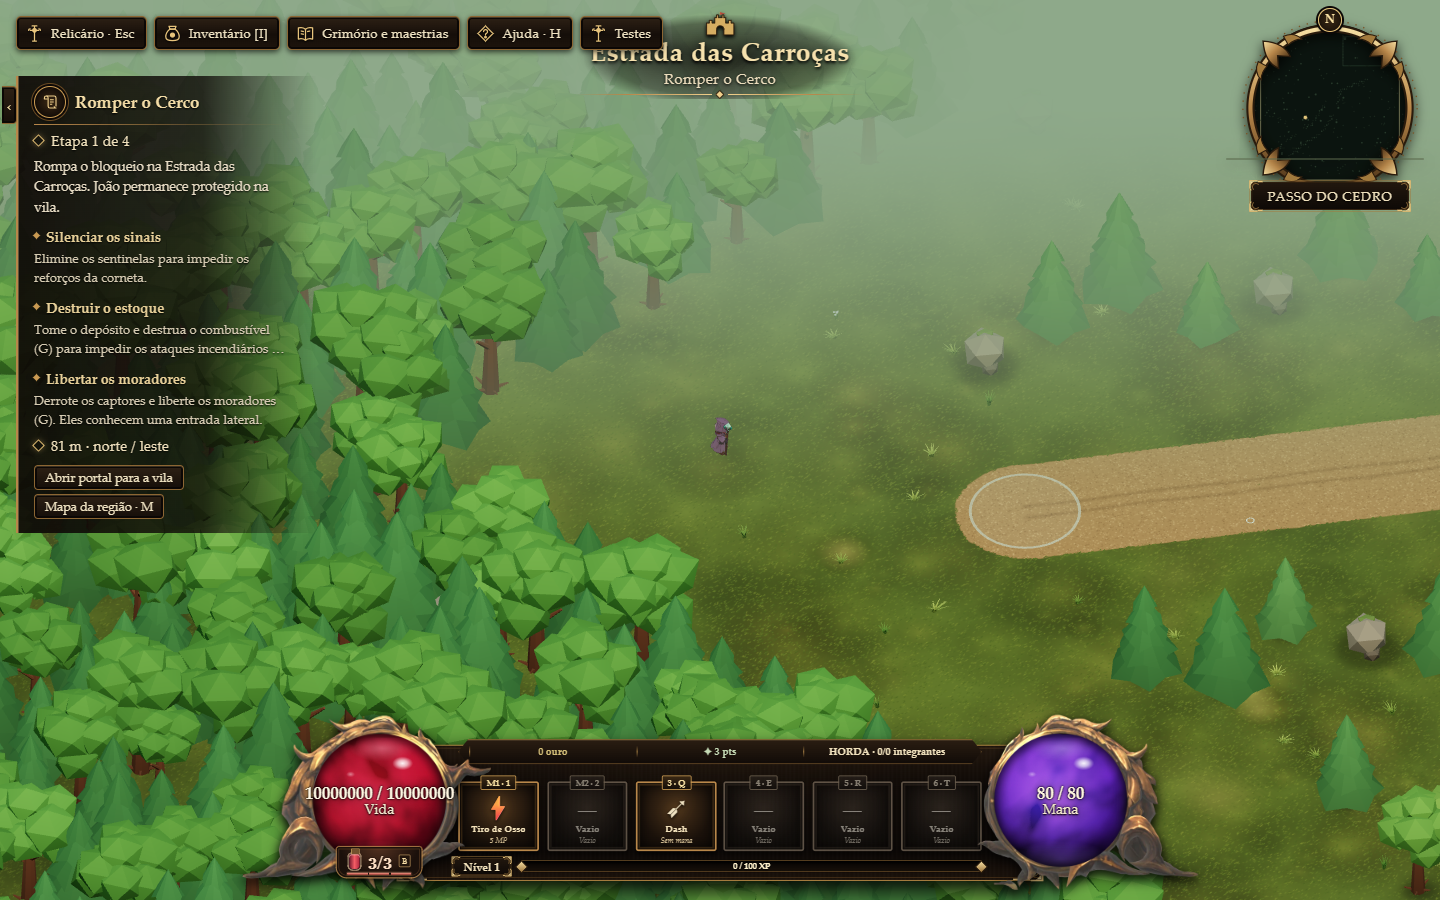 Relicário · Esc
Inventário [I]
Grimório e maestrias
Ajuda · H
Testes
Estrada das Carroças
Romper o Cerco
N
PASSO DO CEDRO
‹
Romper o Cerco
Etapa 1 de 4
Rompa o bloqueio na Estrada das
Carroças. João permanece protegido na
vila.
Silenciar os sinais
Elimine os sentinelas para impedir os
reforços da corneta.
Destruir o estoque
Tome o depósito e destrua o combustível
(G) para impedir os ataques incendiários ...
Libertar os moradores
Derrote os captores e liberte os moradores
(G). Eles conhecem uma entrada lateral.
81 m · norte / leste
Abrir portal para a vila
Mapa da região · M
0 ouro
3 pts
HORDA · 0/0 integrantes
10000000 / 10000000
Vida
3/3
B
M1 · 1
Tiro de Osso
5 MP
M2 · 2
Vazio
Vazio
3 · Q
Dash
Sem mana
4 · E
Vazio
Vazio
5 · R
Vazio
Vazio
6 · T
Vazio
Vazio
80 / 80
Mana
Nível 1
0 / 100 XP